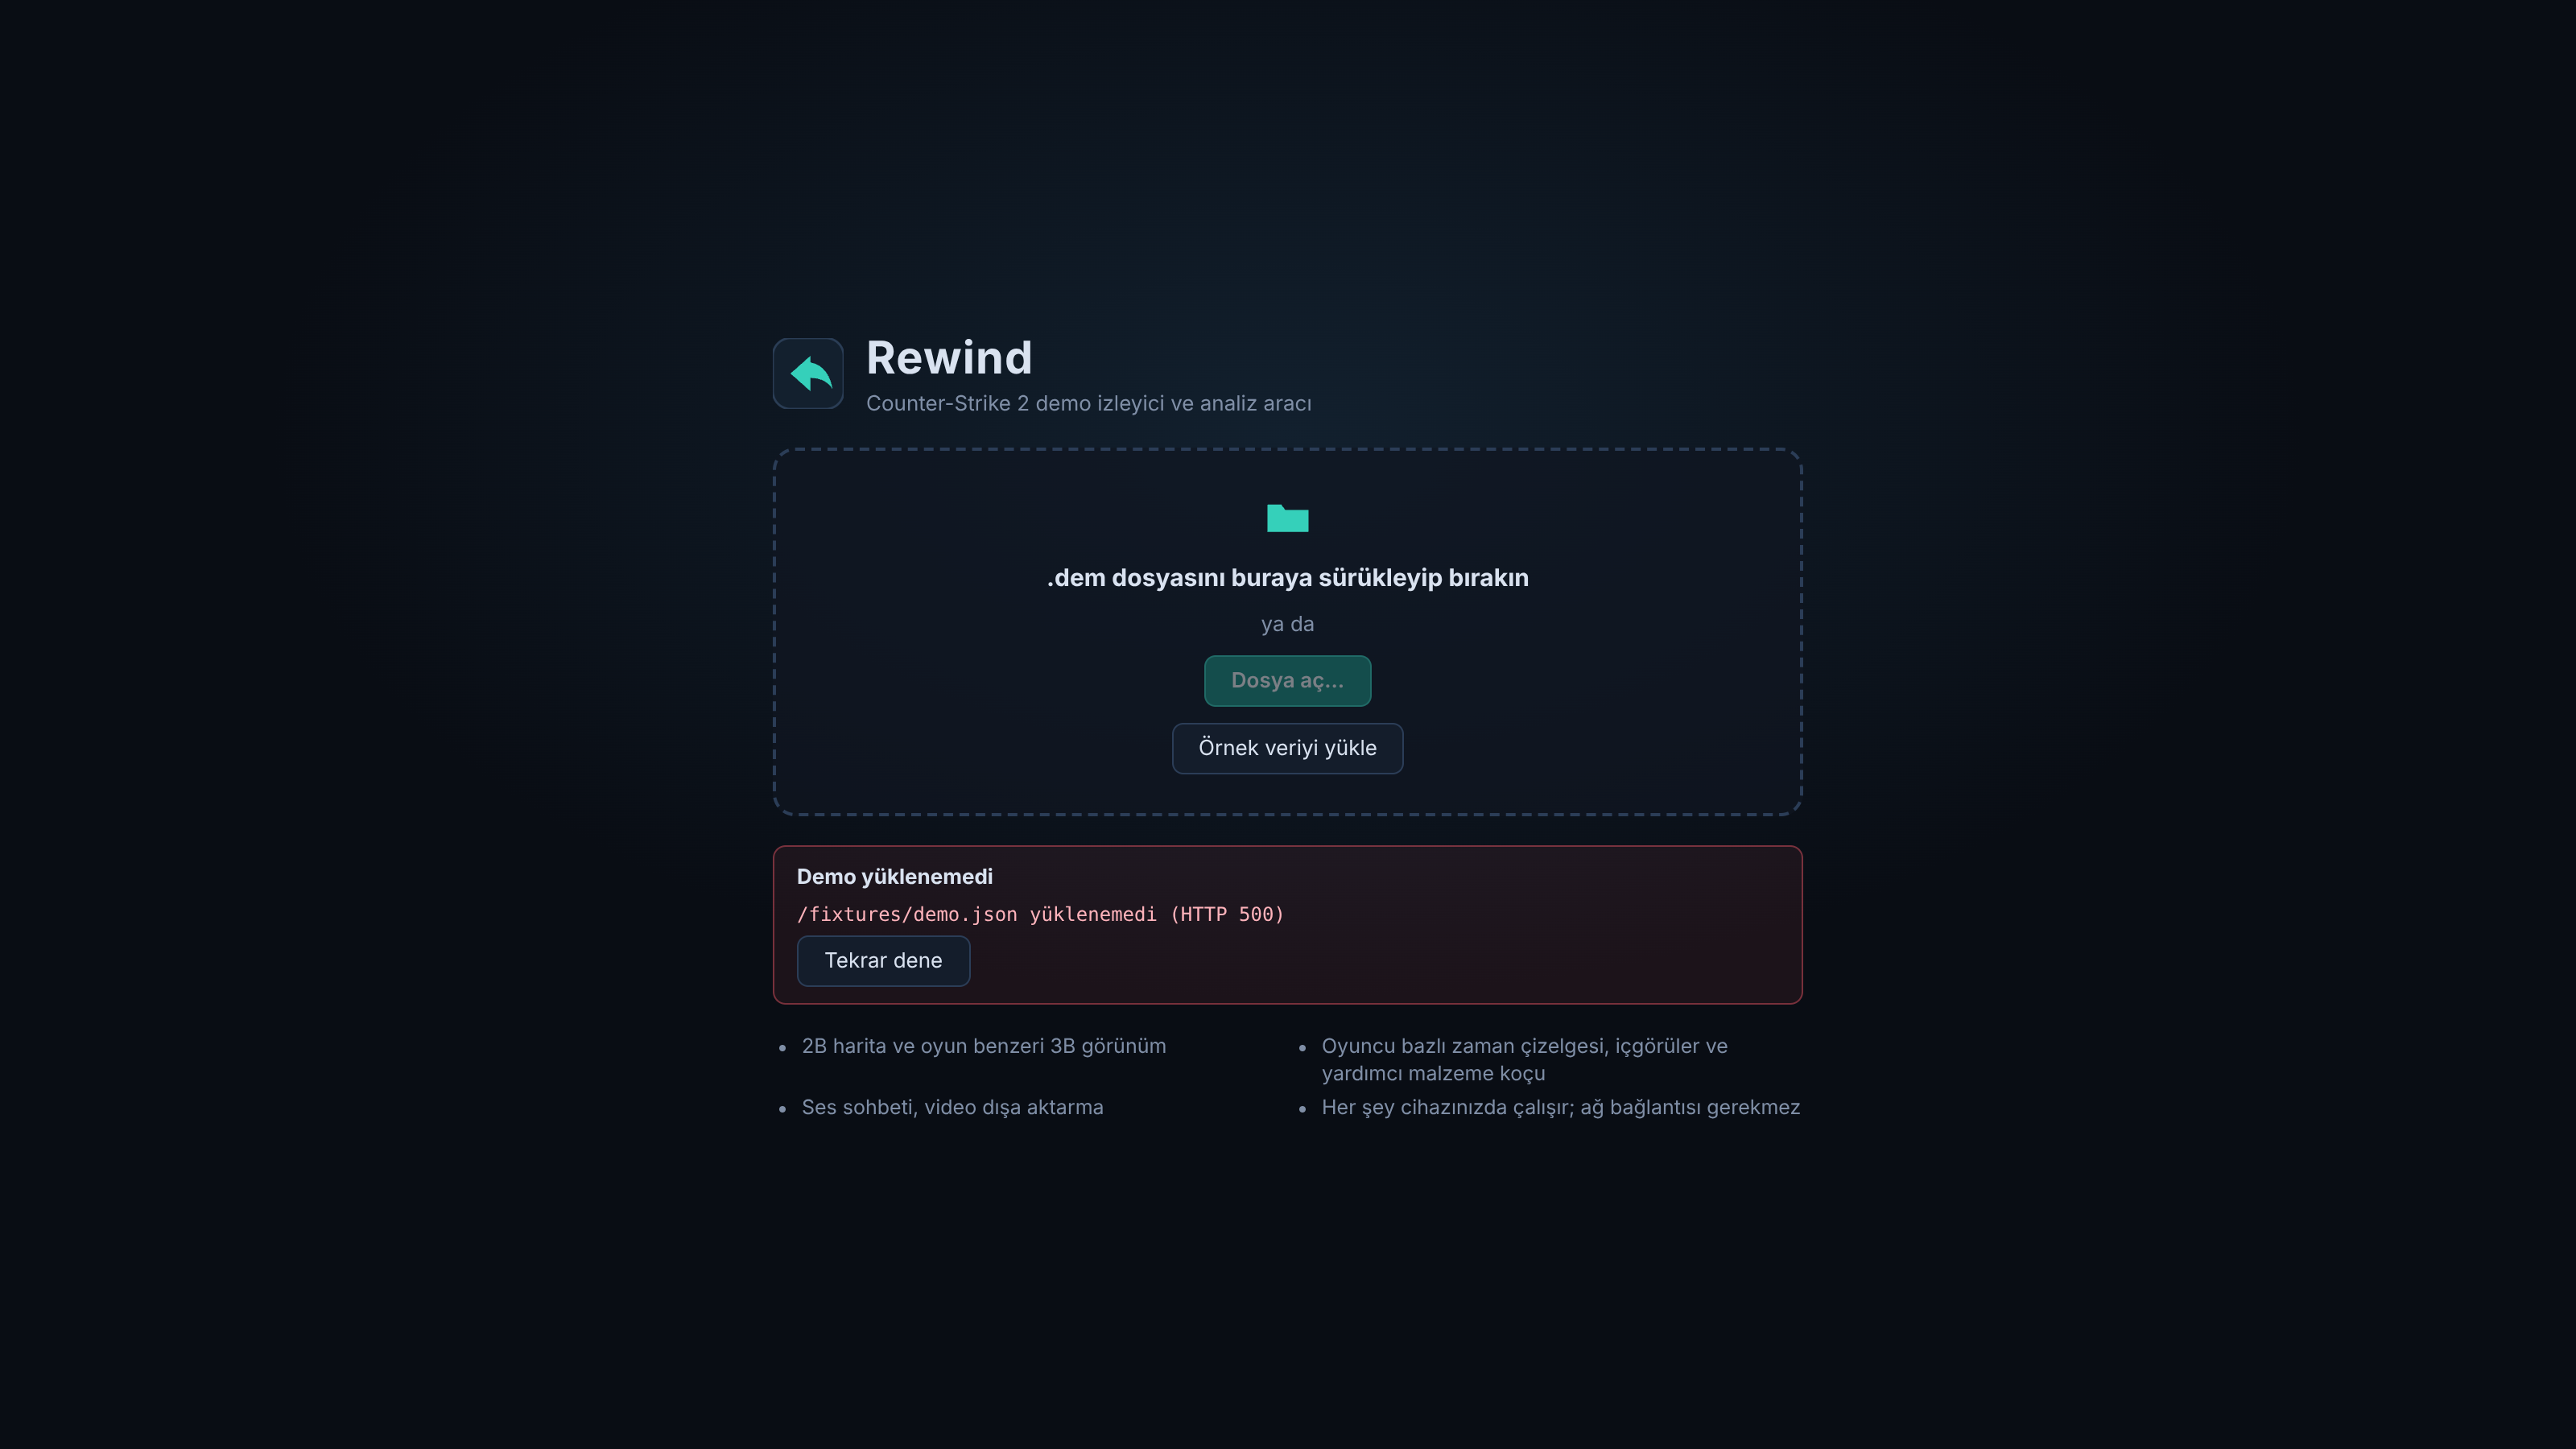 Rewind
Counter-Strike 2 demo izleyici ve analiz aracı
.dem dosyasını buraya sürükleyip bırakın
ya da
Dosya aç...
Örnek veriyi yükle
Demo yüklenemedi
/fixtures/demo.json yüklenemedi (HTTP 500)
Tekrar dene
2B harita ve oyun benzeri 3B görünüm
Oyuncu bazlı zaman çizelgesi, içgörüler ve
yardımcı malzeme koçu
Ses sohbeti, video dışa aktarma
Her şey cihazınızda çalışır; ağ bağlantısı gerekmez